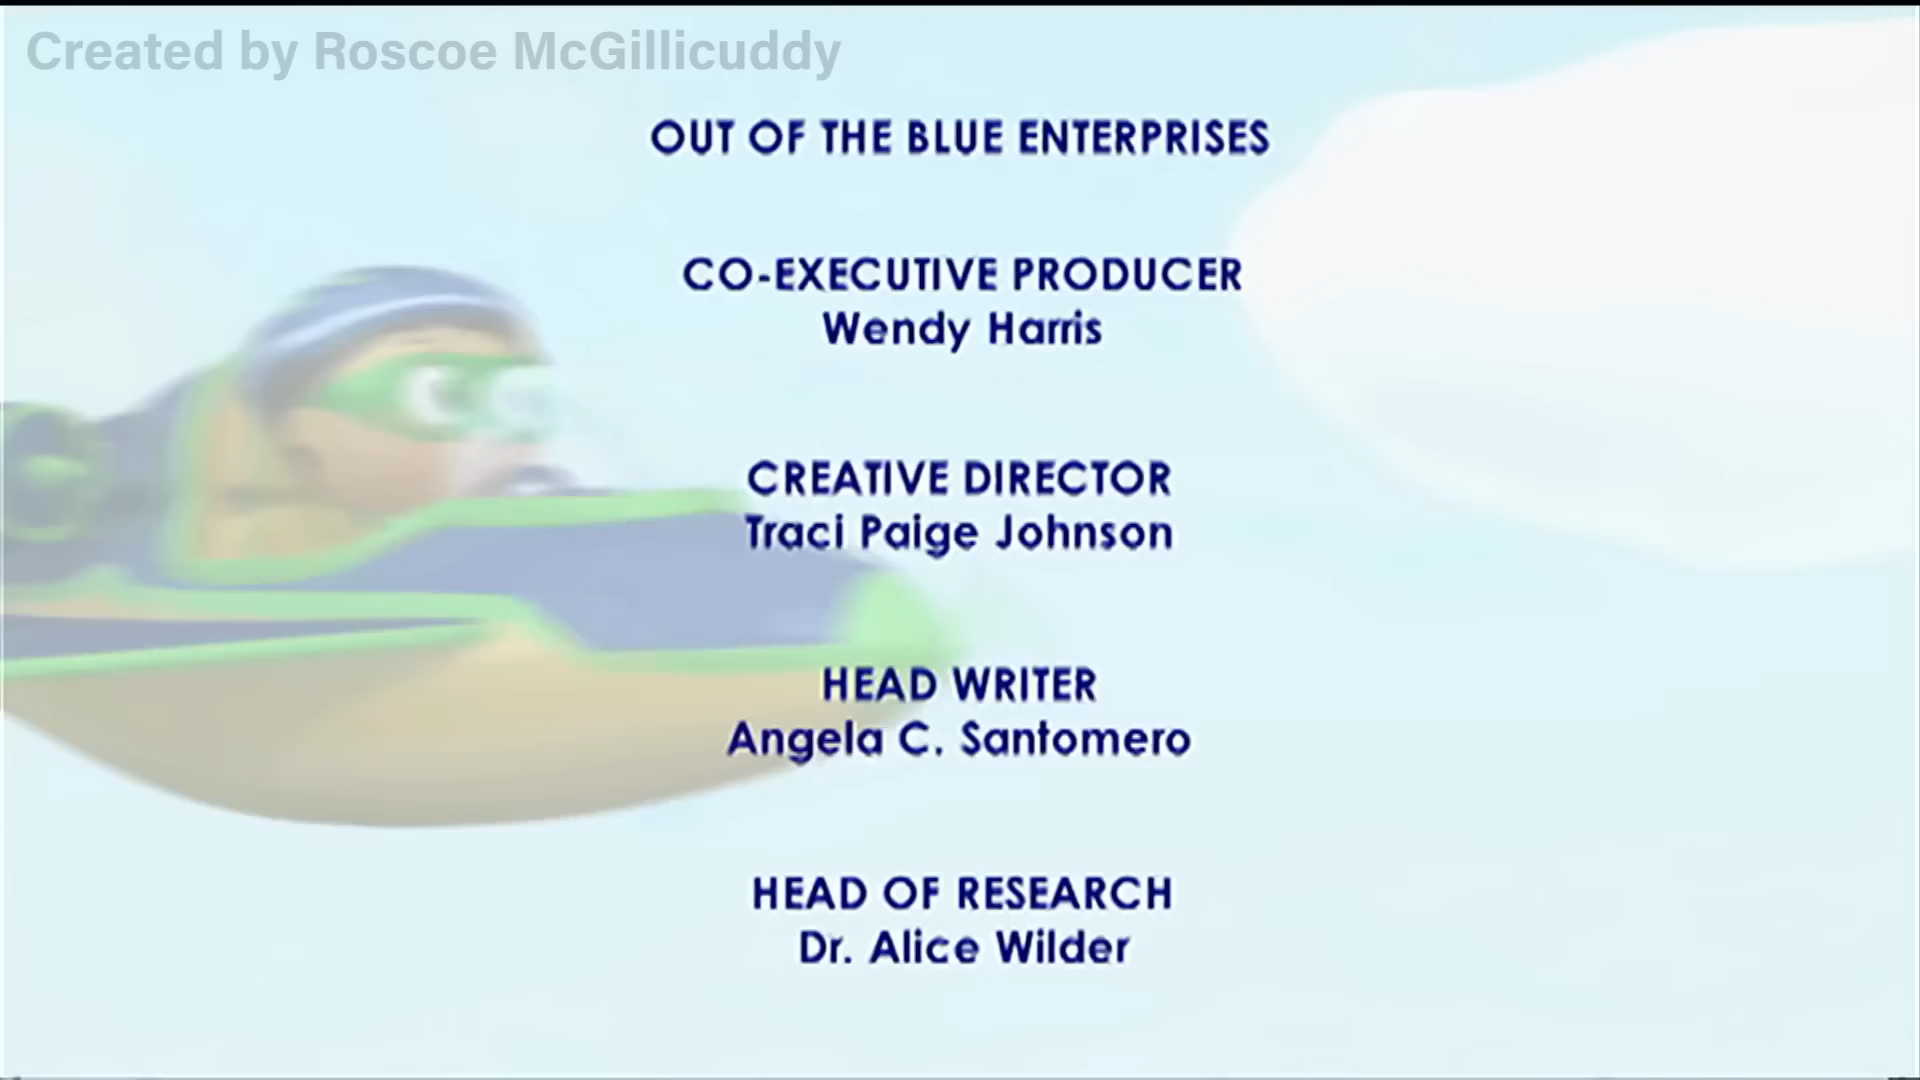 Created by Roscoe McGillicuddy
OUT OF THE BLUE ENTERPRISES
CO-EXECUTIVE PRODUCER
Wendy Harris
CREATIVE DIRECTOR
Traci Paige Johnson
HEAD WRITER
Angela C. Santomero
HEAD OF RESEARCH
Dr. Alice Wilder